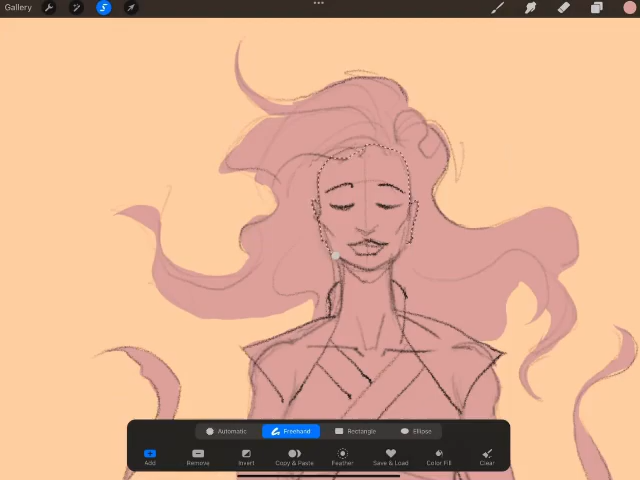 Gallery
Automatic Freehand Rectangle Ellipse
Add Remove Invert Copy & Paste Feather Save & Load Color Fill Clear